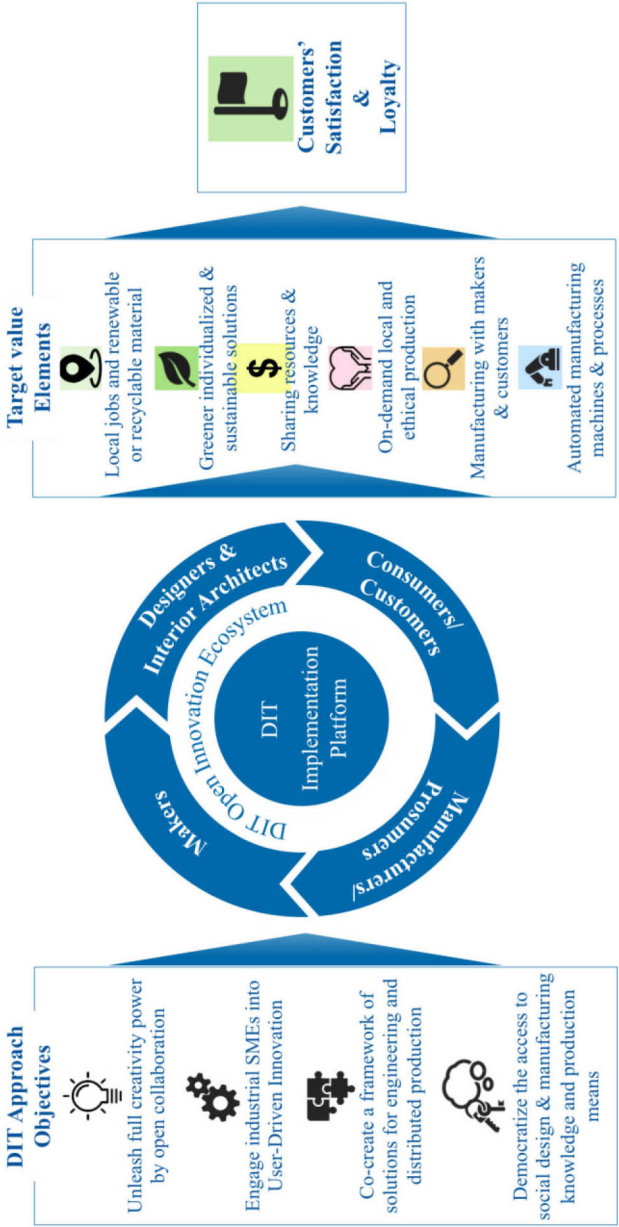 DIT Approach
Objectives
Unleash full creativity power
by open collaboration
Engage industrial SMEs into
User-Driven Innovation
Co-create a framework of
solutions for engineering and
distributed production
Democratize the access to
social design & manufacturing
knowledge and production
means
Makers
Designers &
Interior Architects
Consumers/
Customers
Manufacturers/
Prosumers
DIT Open Innovation Ecosystem
DIT
Implementation
Platform
Target value
Elements
Local jobs and renewable
or recyclable material
Greener individualized &
sustainable solutions
$
Sharing resources &
knowledge
On-demand local and
ethical production
Manufacturing with makers
& customers
Automated manufacturing
machines & processes
Customers'
Satisfaction
&
Loyalty